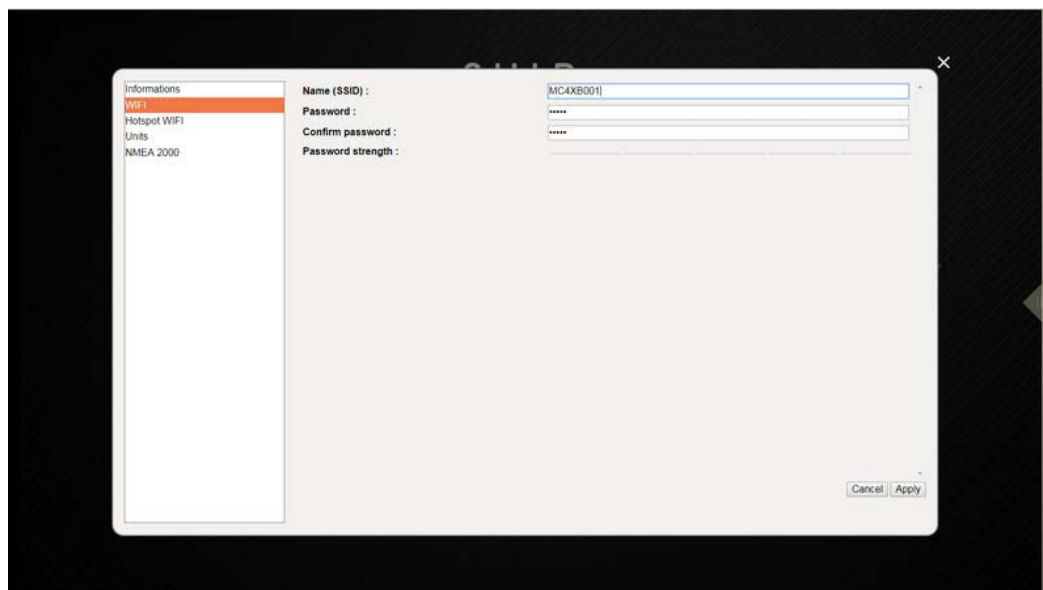 Informations
WIFI
Hotspot WIFI
Units
NMEA 2000
Name (SSID) :
MC4XB001
Password :
•••••
Confirm password :
•••••
Password strength :
Cancel
Apply